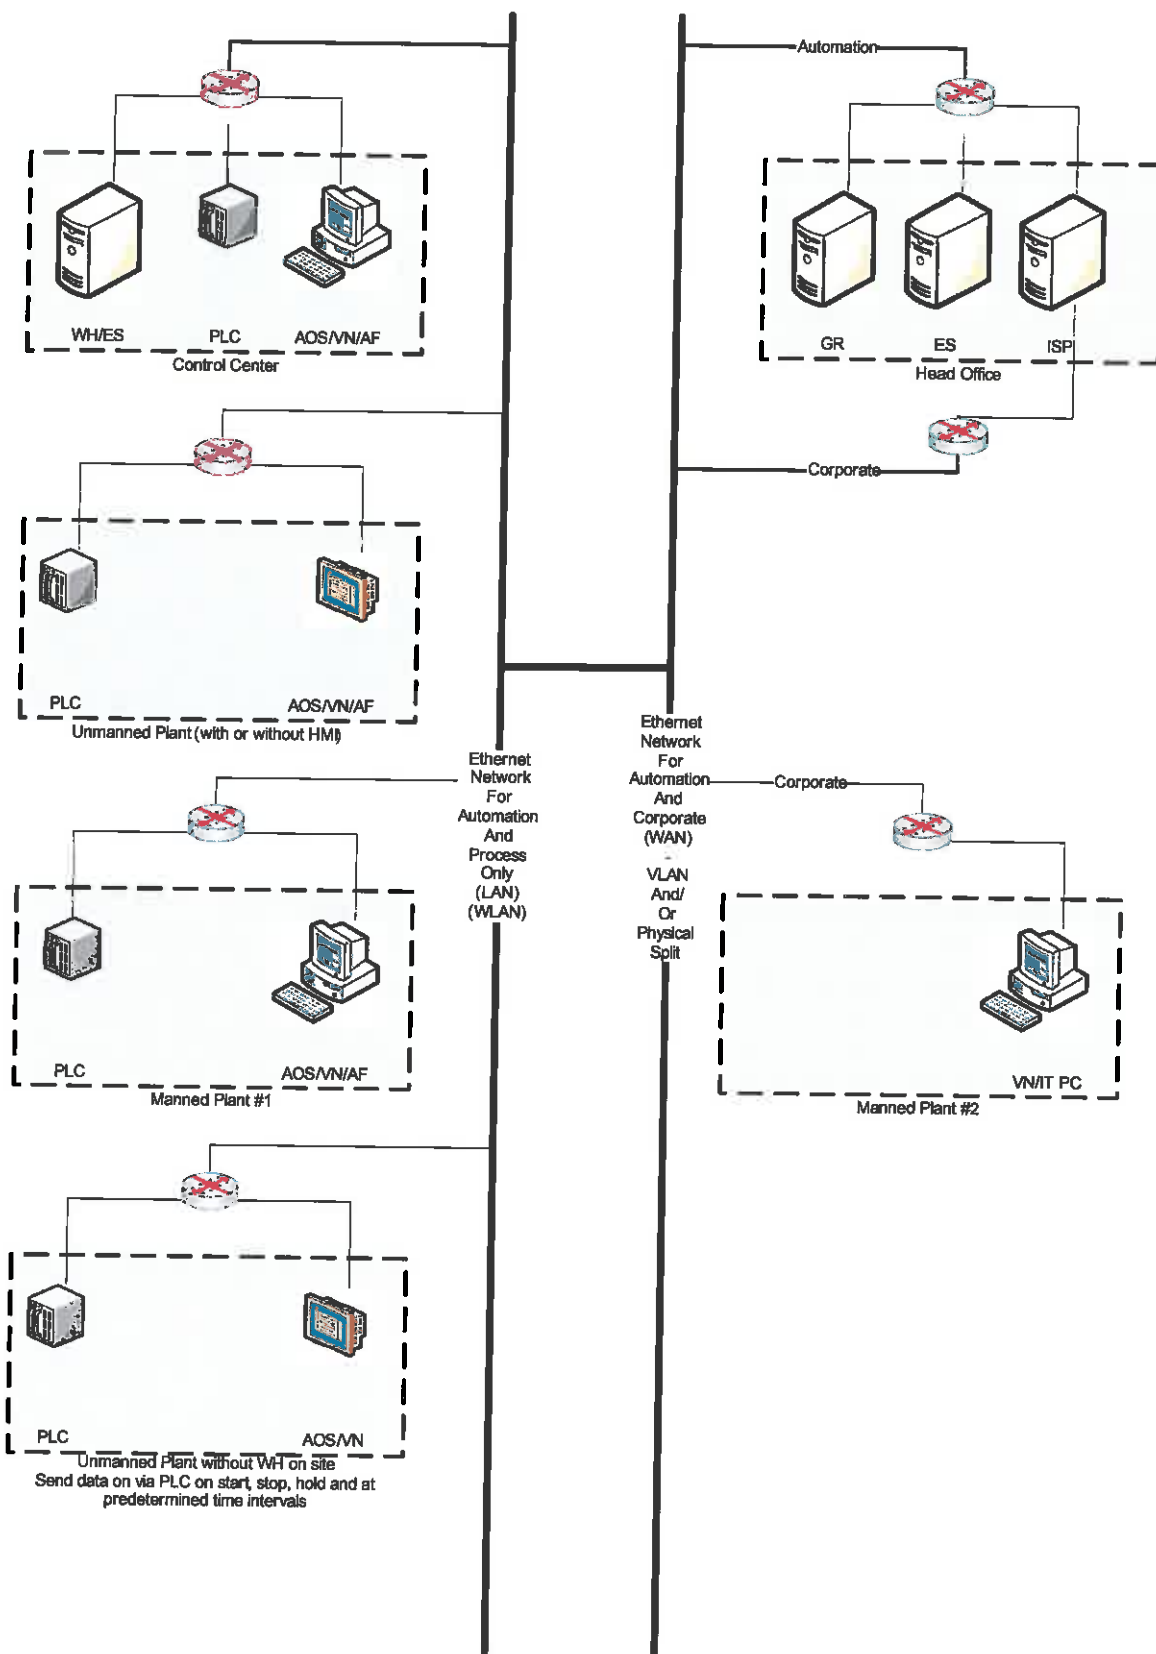 Automation
WH/ES
PLC
AOS/VN/AF
Control Center
GR
ES
ISP
Head Office
Corporate
PLC
AOS/VN/AF
Unmanned Plant (with or without HMI)
Ethernet
Network
For
Automation
And
Process
Only
(LAN)
(WLAN)
Ethernet
Network
For
Automation
And
Corporate
(WAN)
VLAN
And/
Or
Physical
Split
Corporate
PLC
AOS/VN/AF
Manned Plant #1
VN/IT PC
Manned Plant #2
PLC
AOS/VN
Unmanned Plant without WH on site
Send data on via PLC on start, stop, hold and at
predetermined time intervals